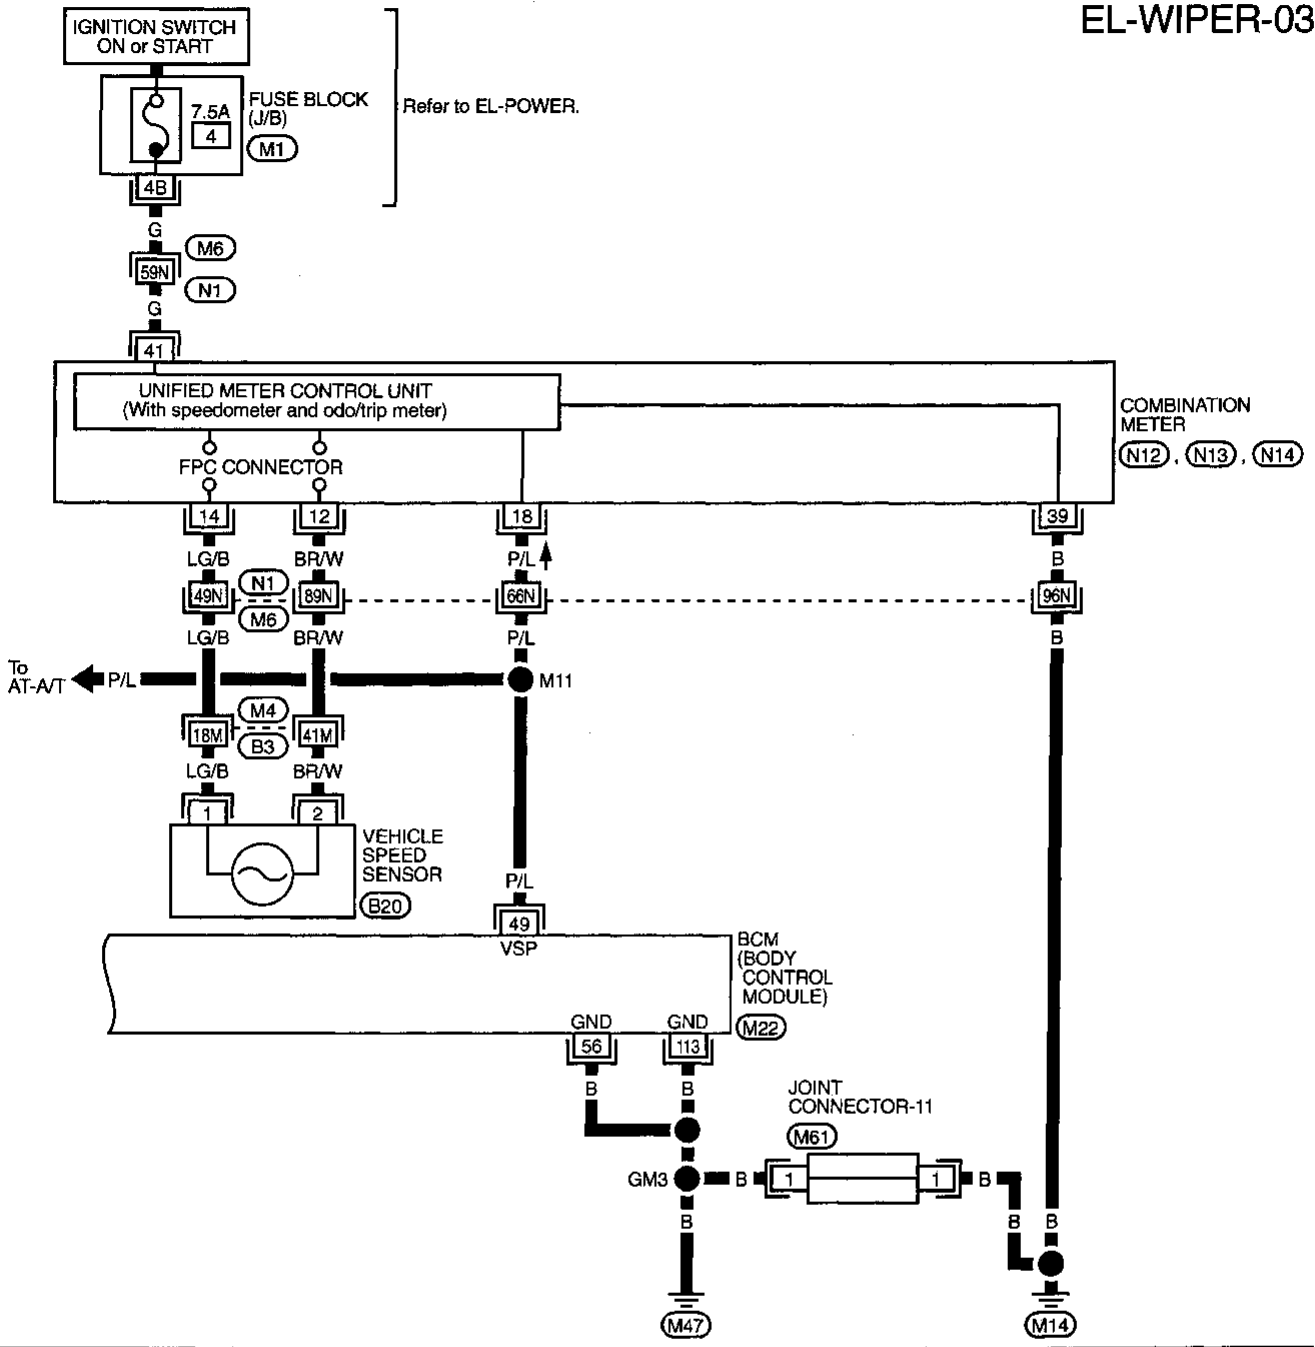 EL-WIPER-03
IGNITION SWITCH
ON or START
FUSE BLOCK
(J/B)
7.5A
4
M1
Refer to EL-POWER.
4B
G
M6
59N
N1
G
41
UNIFIED METER CONTROL UNIT
(With speedometer and odo/trip meter)
COMBINATION
METER
N12 , N13 , N14
FPC CONNECTOR
14 12 18 39
LG/B BR/W P/L B
49N N1 89N 66N 96N
M6
LG/B BR/W P/L B
To
AT-A/T
P/L
M11
M4
18M 41M
B3
LG/B BR/W
1 2
VEHICLE
SPEED
SENSOR
B20
P/L
49
VSP
BCM
(BODY
CONTROL
MODULE)
M22
GND GND
56 113
B B
JOINT
CONNECTOR-11
M61
GM3 B 1 1 B
B B B
M47 M14